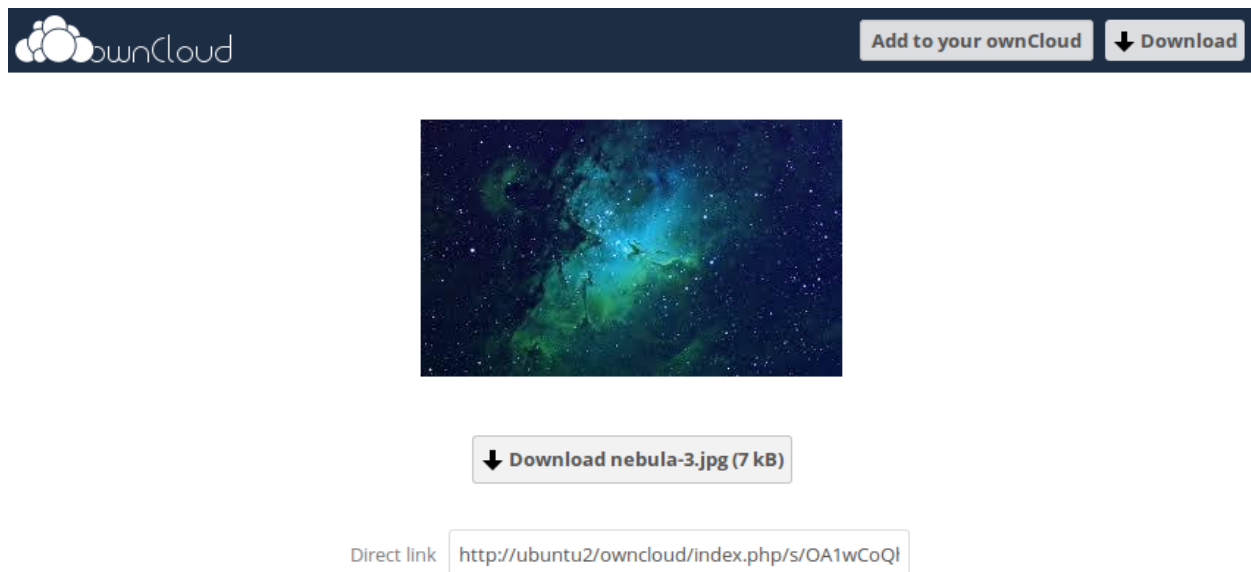 ownCloud
Add to your ownCloud
Download
Download nebula-3.jpg (7 kB)
Direct link http://ubuntu2/owncloud/index.php/s/OA1wCoQ